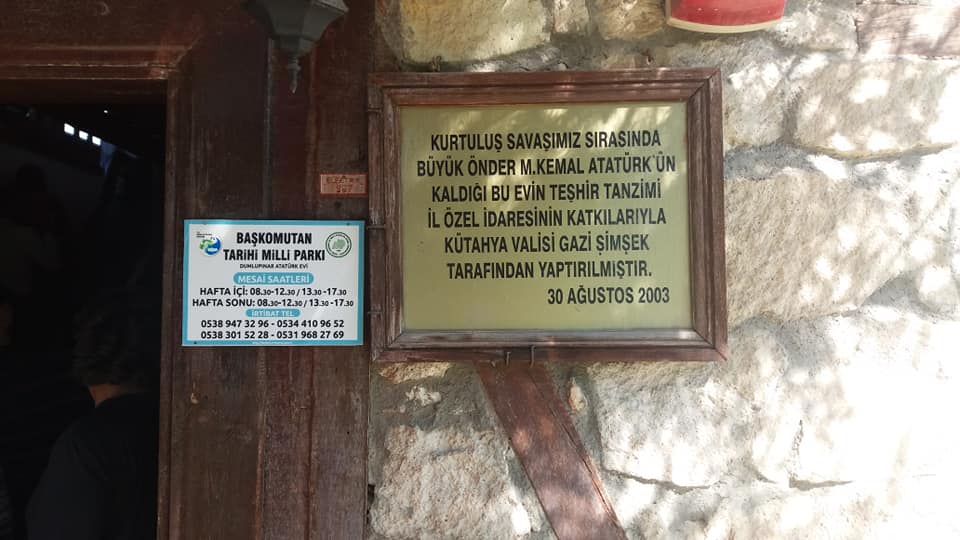 BAŞKOMUTAN
TARİHİ MİLLİ PARKI
DUMLUPINAR ATATÜRK EVİ
MESAİ SAATLERİ
HAFTA İÇİ: 08.30-12.30 / 13.30 -17.30
HAFTA SONU: 08.30-12.30 / 13.30 -17.30
İRTİBAT TEL
0538 947 32 96 - 0534 410 96 52
0538 301 52 28 - 0531 968 27 69
KURTULUŞ SAVAŞIMIZ SIRASINDA
BÜYÜK ÖNDER M.KEMAL ATATÜRK'ÜN
KALDIĞI BU EVİN TEŞHİR TANZİMİ
İL ÖZEL İDARESİNİN KATKILARIYLA
KÜTAHYA VALİSİ GAZİ ŞİMŞEK
TARAFINDAN YAPTIRILMIŞTIR.
30 AĞUSTOS 2003